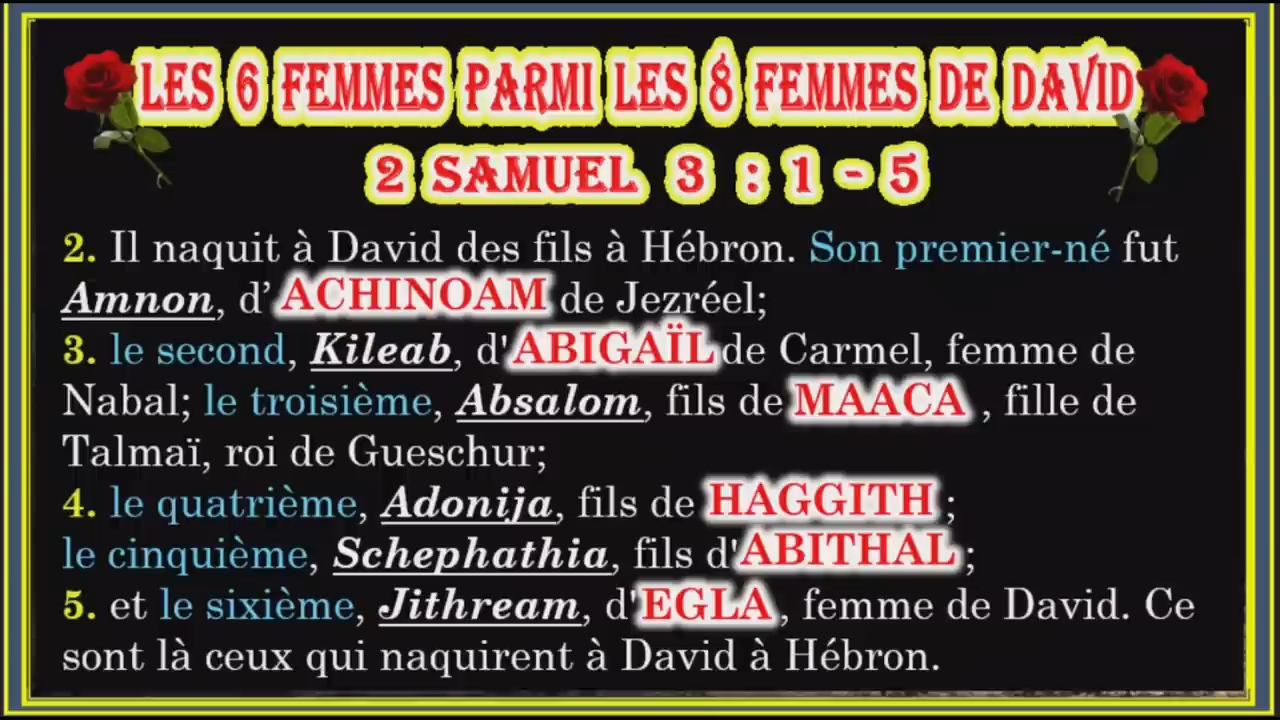 LES 6 FEMMES PARMI LES 8 FEMMES DE DAVID
2 SAMUEL 3 : 1 - 5
2. Il naquit à David des fils à Hébron. Son premier-né fut
Amnon, d’ACHINOAM de Jezréel;
3. le second, Kileab, d'ABIGAÏL de Carmel, femme de
Nabal; le troisième, Absalom, fils de MAACA , fille de
Talmaï, roi de Gueschur;
4. le quatrième, Adonija, fils de HAGGITH ;
le cinquième, Schephathia, fils d'ABITHAL ;
5. et le sixième, Jithream, d'EGLA , femme de David. Ce
sont là ceux qui naquirent à David à Hébron.